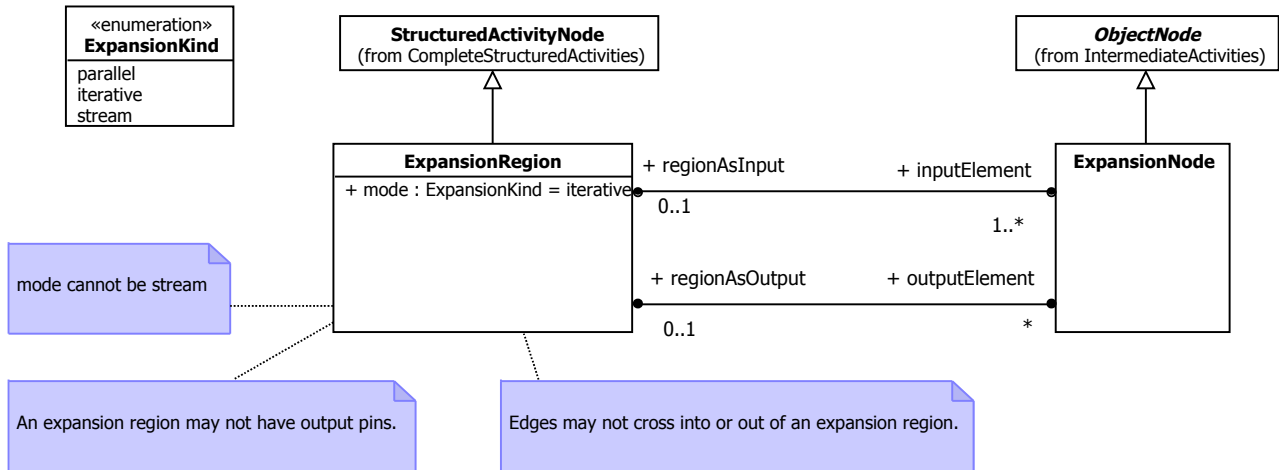 «enumeration»
ExpansionKind
parallel
iterative
stream
StructuredActivityNode
(from CompleteStructuredActivities)
ObjectNode
(from IntermediateActivities)
ExpansionRegion
+ mode : ExpansionKind = iterative
+ regionAsInput
0..1
+ inputElement
1..*
ExpansionNode
+ regionAsOutput
0..1
+ outputElement
*
mode cannot be stream
An expansion region may not have output pins.
Edges may not cross into or out of an expansion region.